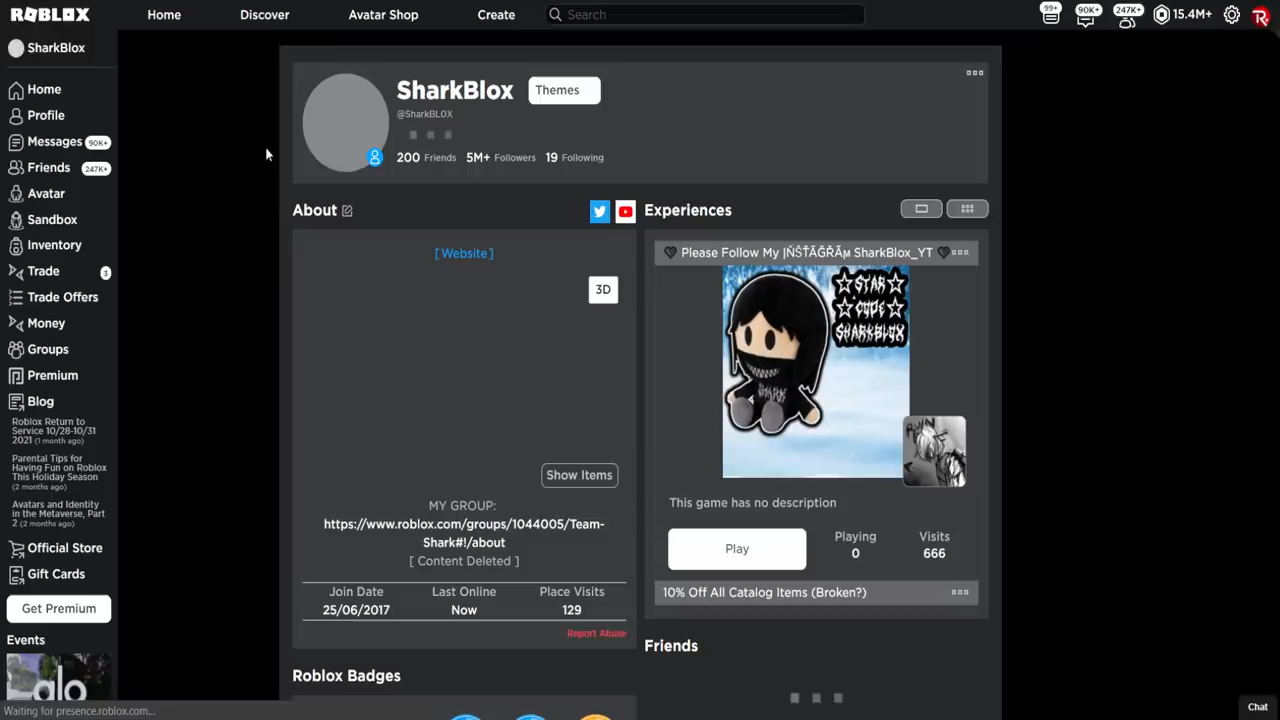 ROBLOX
Home
Discover
Avatar Shop
Create
Search
99+
90K+
247K+
15.4M+
SharkBlox
Home
Profile
Messages 90K+
Friends 247K+
Avatar
Sandbox
Inventory
Trade 3
Trade Offers
Money
Groups
Premium
Blog
Roblox Return to
Service 10/28-10/31
2021 (1 month ago)
Parental Tips for
Having Fun on Roblox
This Holiday Season
(2 months ago)
Avatars and Identity
in the Metaverse, Part
2 (2 months ago)
Official Store
Gift Cards
Get Premium
Events
Waiting for presence.roblox.com...
SharkBlox
Themes
@SharkBLOX
200 Friends 5M+ Followers 19 Following
About
[ Website ]
3D
Show Items
MY GROUP:
https://www.roblox.com/groups/1044005/Team-
Shark#!/about
[ Content Deleted ]
Join Date Last Online Place Visits
25/06/2017 Now 129
Report Abuse
Roblox Badges
Experiences
🖤 Please Follow My |ÑŠŤÃĞŘÃϻ SharkBlox_YT 🖤
☆STAR☆
☆CODE☆
SHARKBLOX
SHARK
This game has no description
Play
Playing Visits
0 666
10% Off All Catalog Items (Broken?)
Friends
Chat